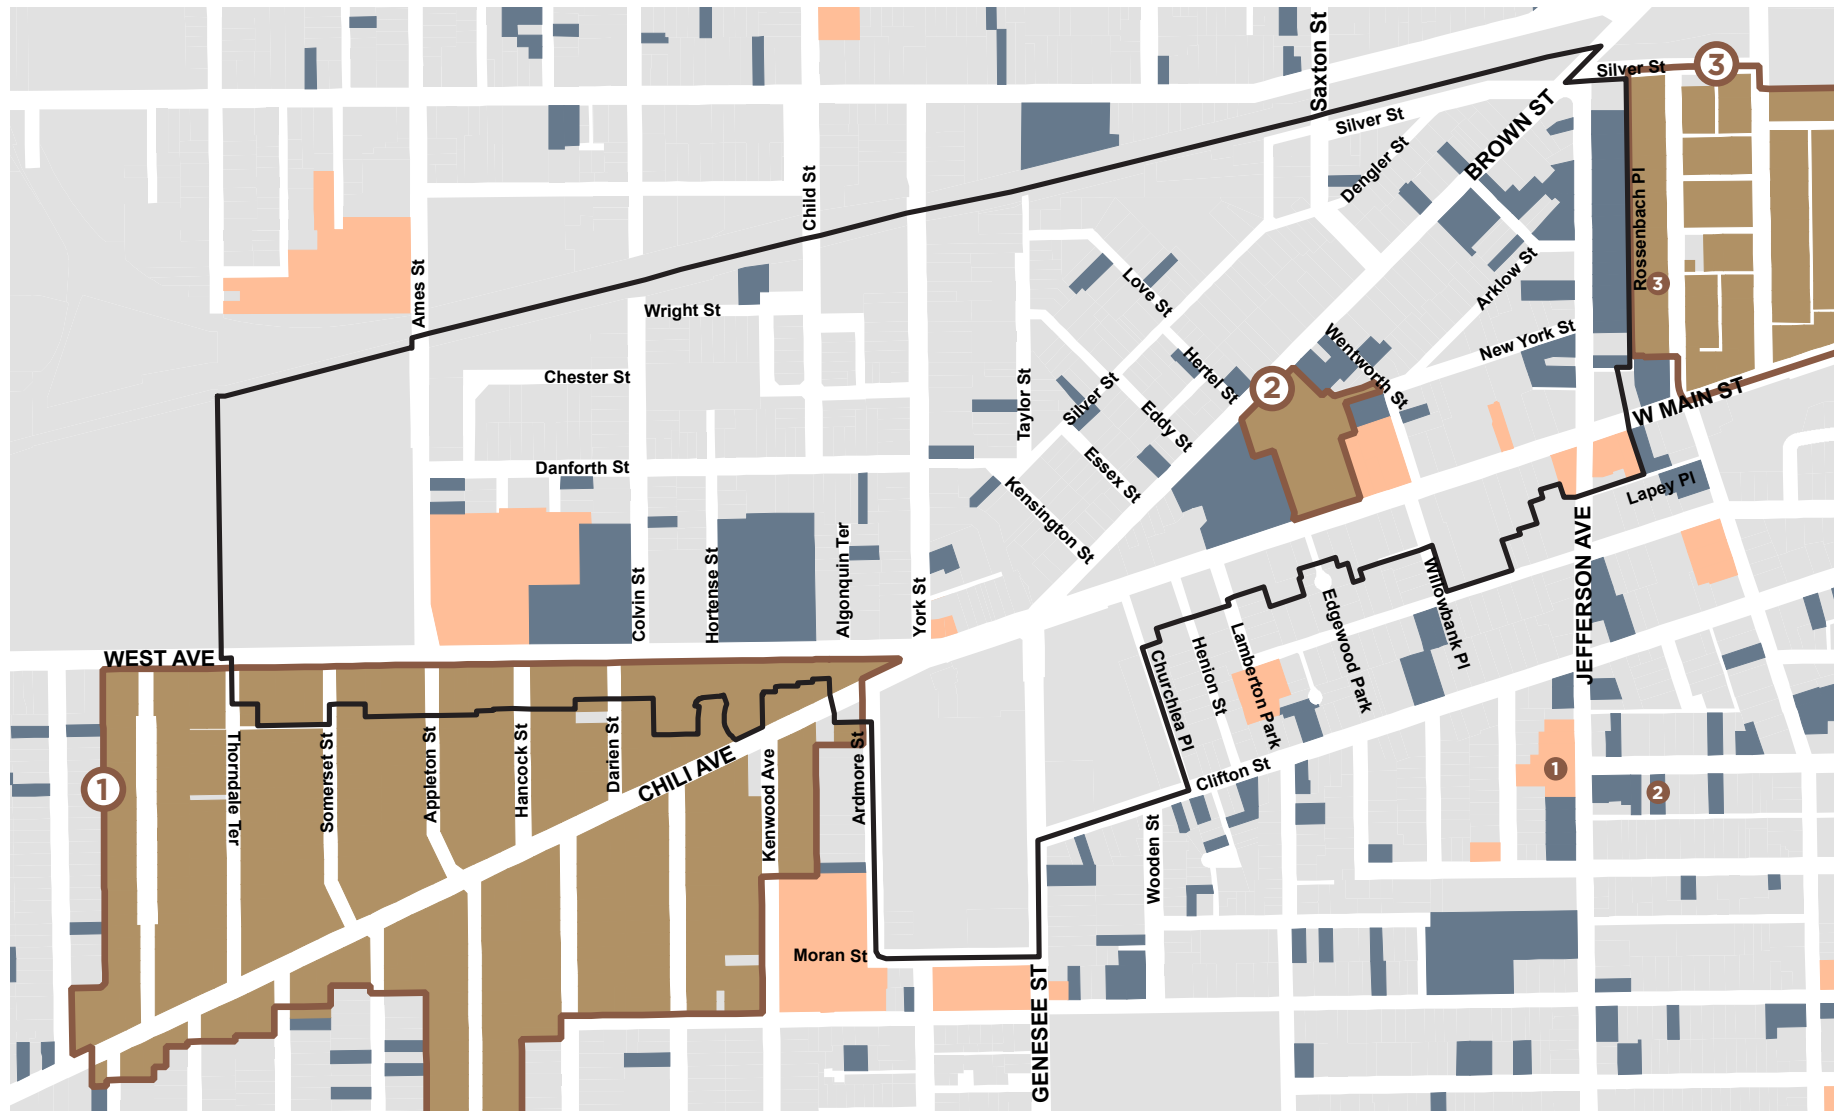 Saxton St
Silver St
3
Silver St
BROWN ST
Dengler St
Child St
Rossenbach Pl
3
Ames St
Love St
Arklow St
Wright St
New York St
Wentworth St
Hertel St
2
Chester St
Taylor St
Silver St
Eddy St
W MAIN ST
Danforth St
Essex St
Kensington St
Lapey Pl
Algonquin Ter
Hortense St
Colvin St
York St
JEFFERSON AVE
Willowbank Pl
Edgewood Park
Lamberton Park
Henion St
Churchlea Pl
WEST AVE
1
Thorndale Ter
Somerset St
Appleton St
Hancock St
Darien St
CHILI AVE
Kenwood Ave
Ardmore St
Clifton St
1
2
Wooden St
Moran St
GENESEE ST